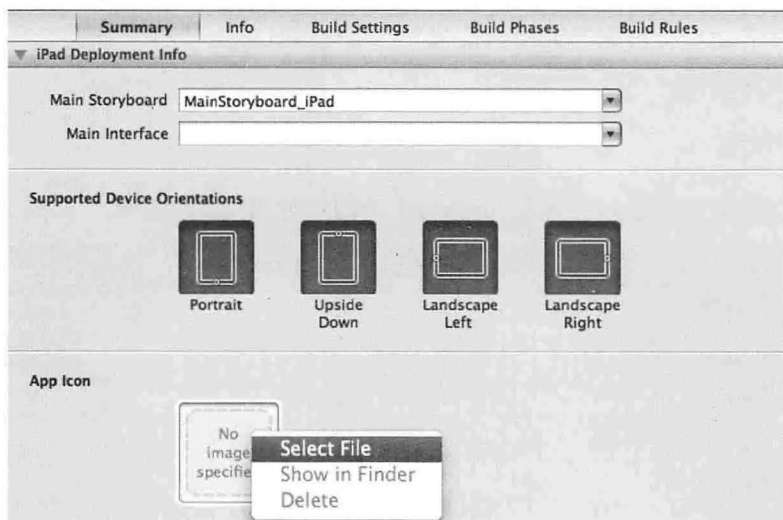 Summary Info Build Settings Build Phases Build Rules
iPad Deployment Info
Main Storyboard MainStoryboard_iPad
Main Interface
Supported Device Orientations
Portrait Upside Down Landscape Left Landscape Right
App Icon
No image specifie
Select File
Show in Finder
Delete